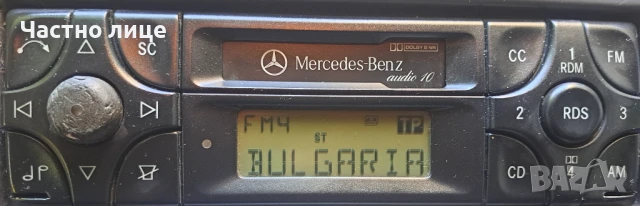 Частно лице
SC
Mercedes-Benz
DOLBY B NR
audio 10
FM4
ST
TP
BULGARIA
CC
1
RDM
FM
2
RDS
3
CD
4
AM
BAZAR